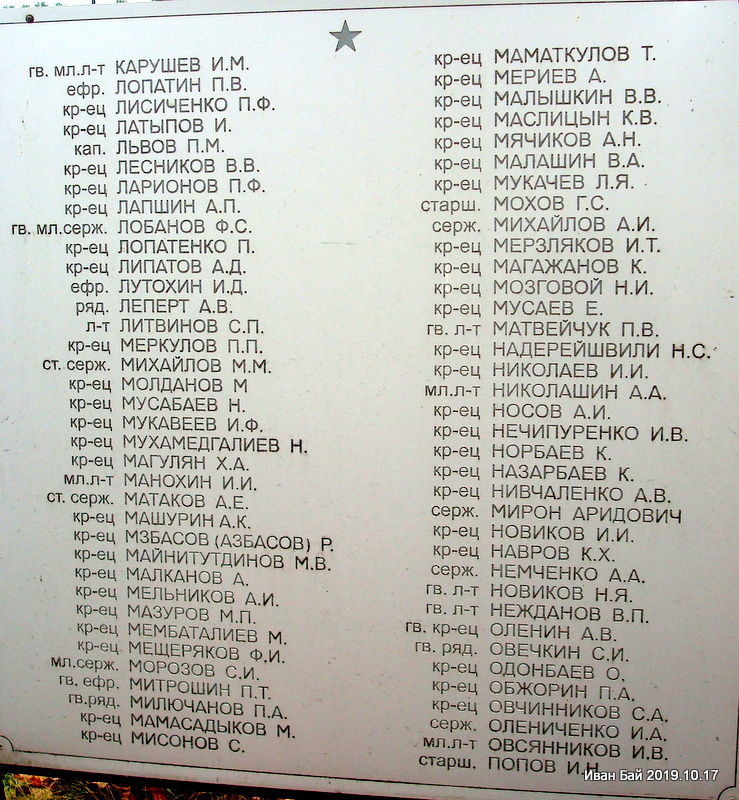 гв. мл.л-т КАРУШЕВ И.М.
ефр. ЛОПАТИН П.В.
кр-ец ЛИСИЧЕНКО П.Ф.
кр-ец ЛАТЫПОВ И.
кап. ЛЬВОВ П.М.
кр-ец ЛЕСНИКОВ В.В.
кр-ец ЛАРИОНОВ П.Ф.
кр-ец ЛАПШИН А.П.
гв. мл.серж. ЛОБАНОВ Ф.С.
кр-ец ЛОПАТЕНКО П.
кр-ец ЛИПАТОВ А.Д.
ефр. ЛУТОХИН И.Д.
ряд. ЛЕПЕРТ А.В.
л-т ЛИТВИНОВ С.П.
кр-ец МЕРКУЛОВ П.П.
ст. серж. МИХАЙЛОВ М.М.
кр-ец МОЛДАНОВ М
кр-ец МУСАБАЕВ Н.
кр-ец МУКАВЕЕВ И.Ф.
кр-ец МУХАМЕДГАЛИЕВ Н.
кр-ец МАГУЛЯН Х.А.
мл.л-т МАНОХИН И.И.
ст. серж. МАТАКОВ А.Е.
кр-ец МАШУРИН А.К.
кр-ец МЗБАСОВ (АЗБАСОВ) Р.
кр-ец МАЙНИТУТДИНОВ М.В.
кр-ец МАЛКАНОВ А.
кр-ец МЕЛЬНИКОВ А.И.
кр-ец МАЗУРОВ М.П.
кр-ец МЕМБАТАЛИЕВ М.
кр-ец МЕЩЕРЯКОВ Ф.И.
мл.серж. МОРОЗОВ С.И.
гв. ефр. МИТРОШИН П.Т.
гв.ряд. МИЛЮЧАНОВ П.А.
кр-ец МАМАСАДЫКОВ М.
кр-ец МИСОНОВ С.
кр-ец МАМАТКУЛОВ Т.
кр-ец МЕРИЕВ А.
кр-ец МАЛЫШКИН В.В.
кр-ец МАСЛИЦЫН К.В.
кр-ец МЯЧИКОВ А.Н.
кр-ец МАЛАШИН В.А.
кр-ец МУКАЧЕВ Л.Я.
старш. МОХОВ Г.С.
серж. МИХАЙЛОВ А.И.
кр-ец МЕРЗЛЯКОВ И.Т.
кр-ец МАГАЖАНОВ К.
кр-ец МОЗГОВОЙ Н.И.
кр-ец МУСАЕВ Е.
гв. л-т МАТВЕЙЧУК П.В.
кр-ец НАДЕРЕЙШВИЛИ Н.С.
кр-ец НИКОЛАЕВ И.И.
мл.л-т НИКОЛАШИН А.А.
кр-ец НОСОВ А.И.
кр-ец НЕЧИПУРЕНКО И.В.
кр-ец НОРБАЕВ К.
кр-ец НАЗАРБАЕВ К.
кр-ец НИВЧАЛЕНКО А.В.
серж. МИРОН АРИДОВИЧ
кр-ец НОВИКОВ И.И.
кр-ец НАВРОВ К.Х.
серж. НЕМЧЕНКО А.А.
гв. л-т НОВИКОВ Н.Я.
гв. л-т НЕЖДАНОВ В.П.
гв. кр-ец ОЛЕНИН А.В.
гв. ряд. ОВЕЧКИН С.И.
кр-ец ОДОНБАЕВ О.
кр-ец ОБЖОРИН П.А.
кр-ец ОВЧИННИКОВ С.А.
серж. ОЛЕНИЧЕНКО И.А.
мл.л-т ОВСЯННИКОВ И.В.
старш. ПОПОВ И.Н.
Иван Бай 2019.10.17